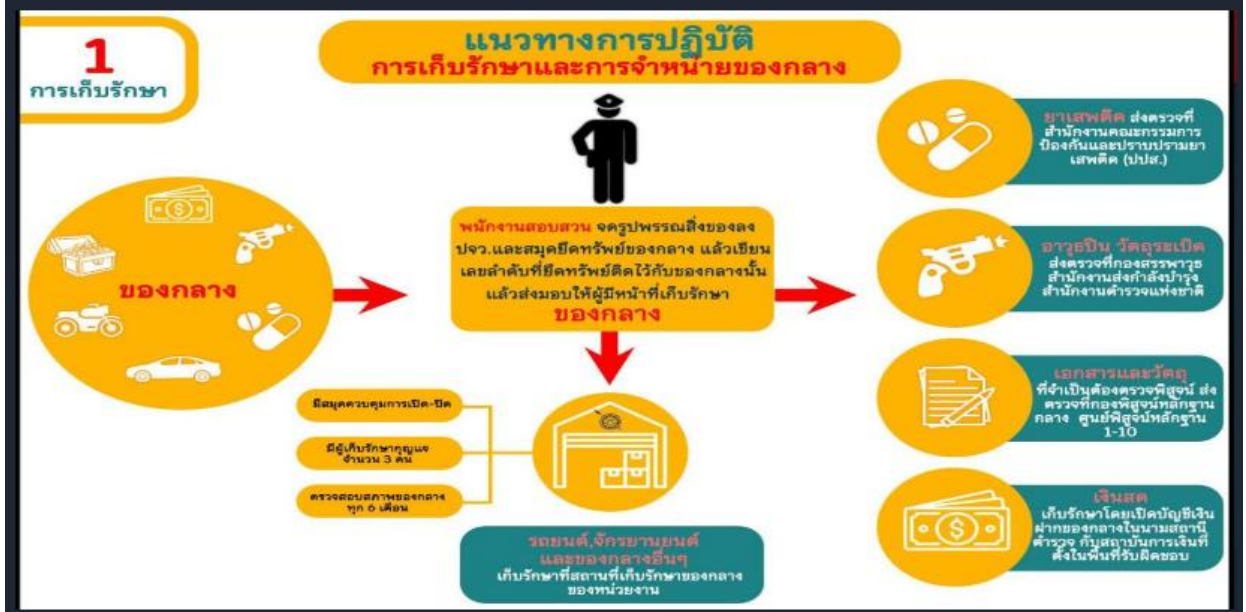 1
การเก็บรักษา
แนวทางการปฏิบัติ
การเก็บรักษาและการจำหน่ายของกลาง
ของกลาง
พนักงานสอบสวน จดรูปพรรณสิ่งของลง
ปจว.และสมุดยึดทรัพย์ของกลาง แล้วเขียน
เลขลำดับที่ยึดทรัพย์ติดไว้กับของกลางนั้น
แล้วส่งมอบให้ผู้มีหน้าที่เก็บรักษา
ของกลาง
มีสมุดควบคุมการเปิด-ปิด
มีผู้เก็บรักษากุญแจ
จำนวน 3 คน
ตรวจสอบสภาพของกลาง
ทุก 6 เดือน
รถยนต์,จักรยานยนต์
และของกลางอื่นๆ
เก็บรักษาที่สถานที่เก็บรักษาของกลาง
ของหน่วยงาน
ยาเสพติด ส่งตรวจที่
สำนักงานคณะกรรมการ
ป้องกันและปราบปรามยา
เสพติด (ปปส.)
อาวุธปืน วัตถุระเบิด
ส่งตรวจที่กองสรรพาวุธ
สำนักงานส่งกำลังบำรุง
สำนักงานตำรวจแห่งชาติ
เอกสารและวัตถุ
ที่จำเป็นต้องตรวจพิสูจน์ ส่ง
ตรวจที่กองพิสูจน์หลักฐาน
กลาง ศูนย์พิสูจน์หลักฐาน
1-10
เงินสด
เก็บรักษาโดยเปิดบัญชีเงิน
ฝากของกลางในนามสถานี
ตำรวจ กับสถาบันการเงินที่
ตั้งในพื้นที่รับผิดชอบ